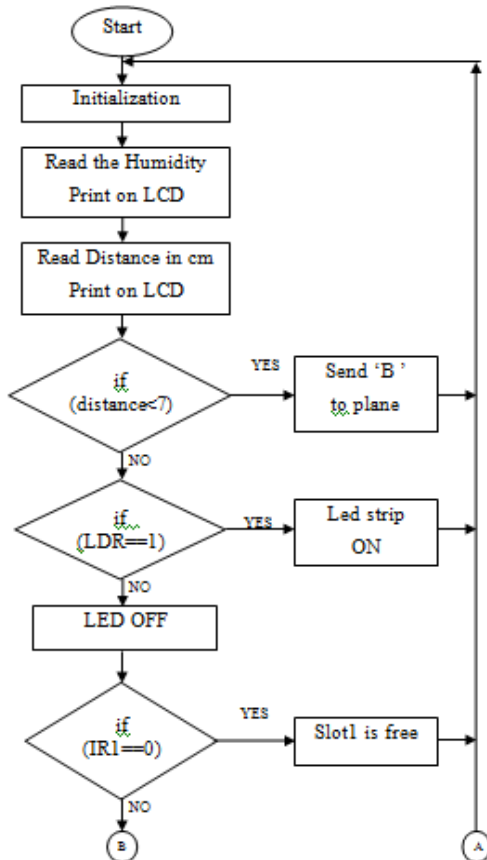 Start
Initialization
Read the Humidity
Print on LCD
Read Distance in cm
Print on LCD
if
(distance<7)
YES
Send ‘B ’
to plane
NO
if
(LDR==1)
YES
Led strip
ON
NO
LED OFF
if
(IR1==0)
YES
Slot1 is free
NO
B
A